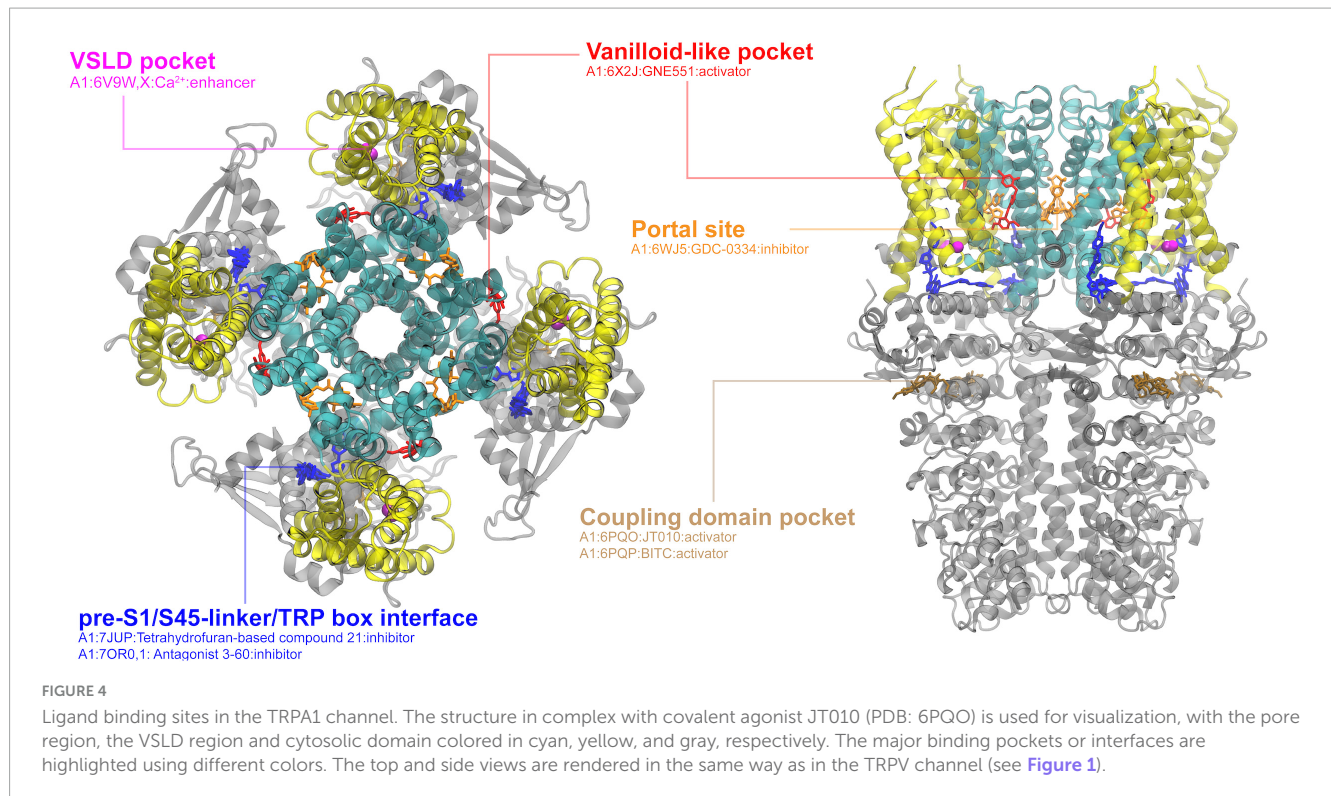 VSLD pocket
A1:6V9W,X:Ca²⁺:enhancer
Vanilloid-like pocket
A1:6X2J:GNE551:activator
Portal site
A1:6WJ5:GDC-0334:inhibitor
Coupling domain pocket
A1:6PQO:JT010:activator
A1:6PQP:BITC:activator
pre-S1/S45-linker/TRP box interface
A1:7JUP:Tetrahydrofuran-based compound 21:inhibitor
A1:7OR0,1: Antagonist 3-60:inhibitor
FIGURE 4
Ligand binding sites in the TRPA1 channel. The structure in complex with covalent agonist JT010 (PDB: 6PQO) is used for visualization, with the pore
region, the VSLD region and cytosolic domain colored in cyan, yellow, and gray, respectively. The major binding pockets or interfaces are
highlighted using different colors. The top and side views are rendered in the same way as in the TRPV channel (see Figure 1).